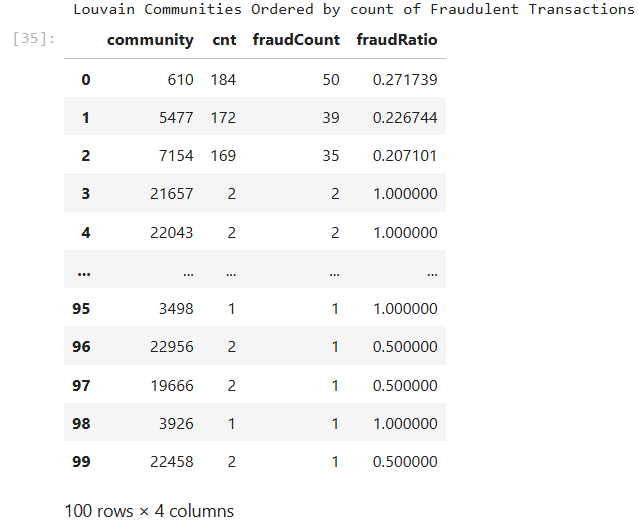 Louvain Communities Ordered by count of Fraudulent Transactions
[35]:
community cnt fraudCount fraudRatio
0 610 184 50 0.271739
1 5477 172 39 0.226744
2 7154 169 35 0.207101
3 21657 2 2 1.000000
4 22043 2 2 1.000000
... ... ... ... ...
95 3498 1 1 1.000000
96 22956 2 1 0.500000
97 19666 2 1 0.500000
98 3926 1 1 1.000000
99 22458 2 1 0.500000
100 rows × 4 columns